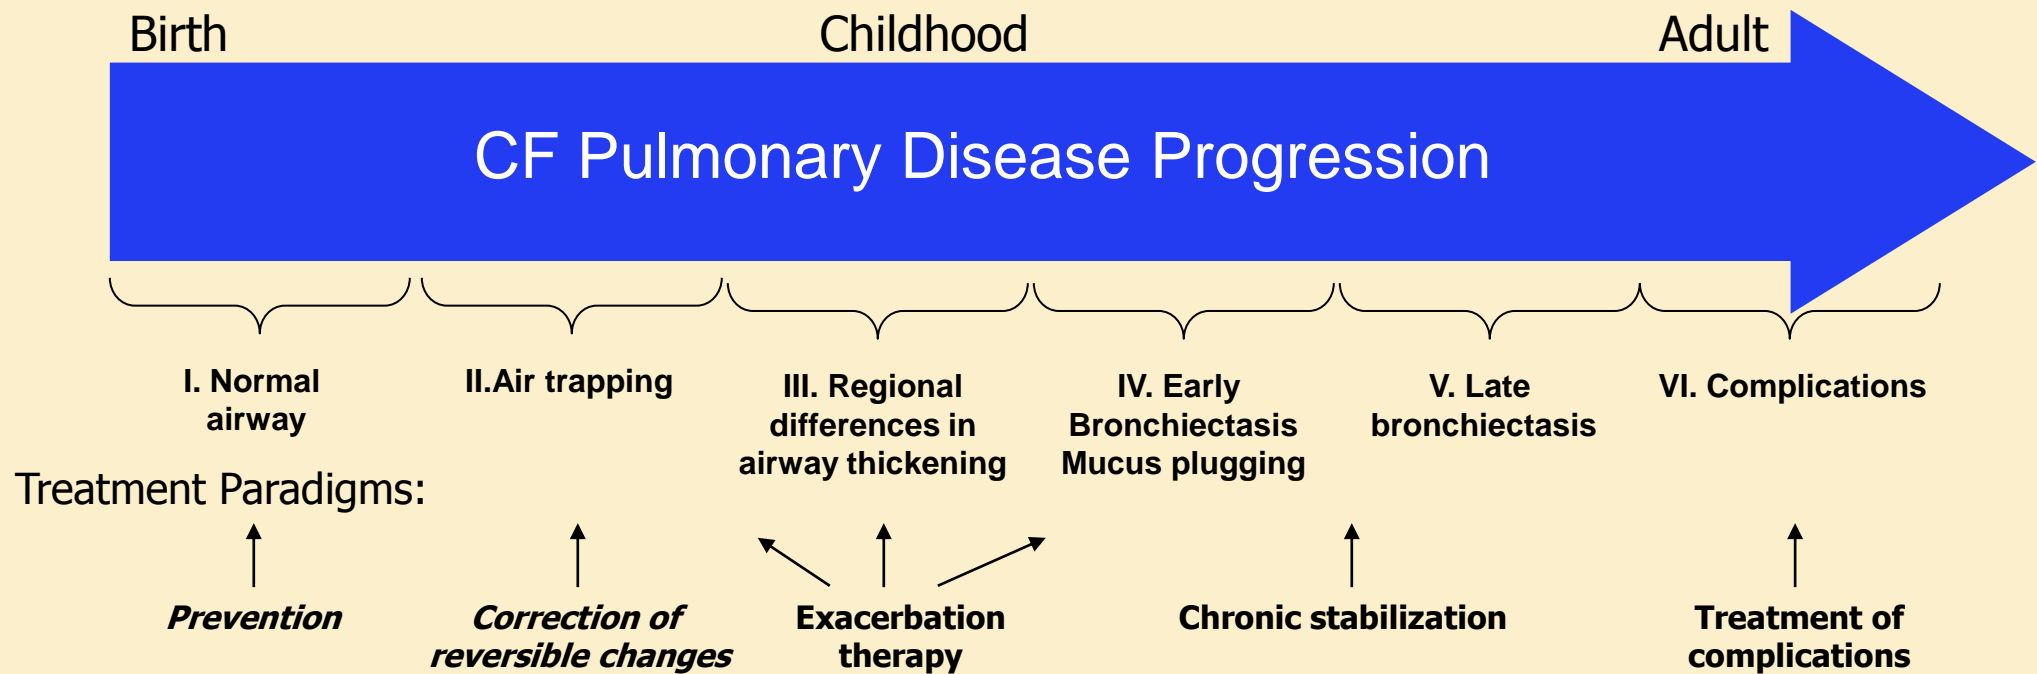 Birth
Childhood
Adult
CF Pulmonary Disease Progression
I. Normal
airway
II.Air trapping
III. Regional
differences in
airway thickening
IV. Early
Bronchiectasis
Mucus plugging
V. Late
bronchiectasis
VI. Complications
Treatment Paradigms:
Prevention
Correction of
reversible changes
Exacerbation
therapy
Chronic stabilization
Treatment of
complications